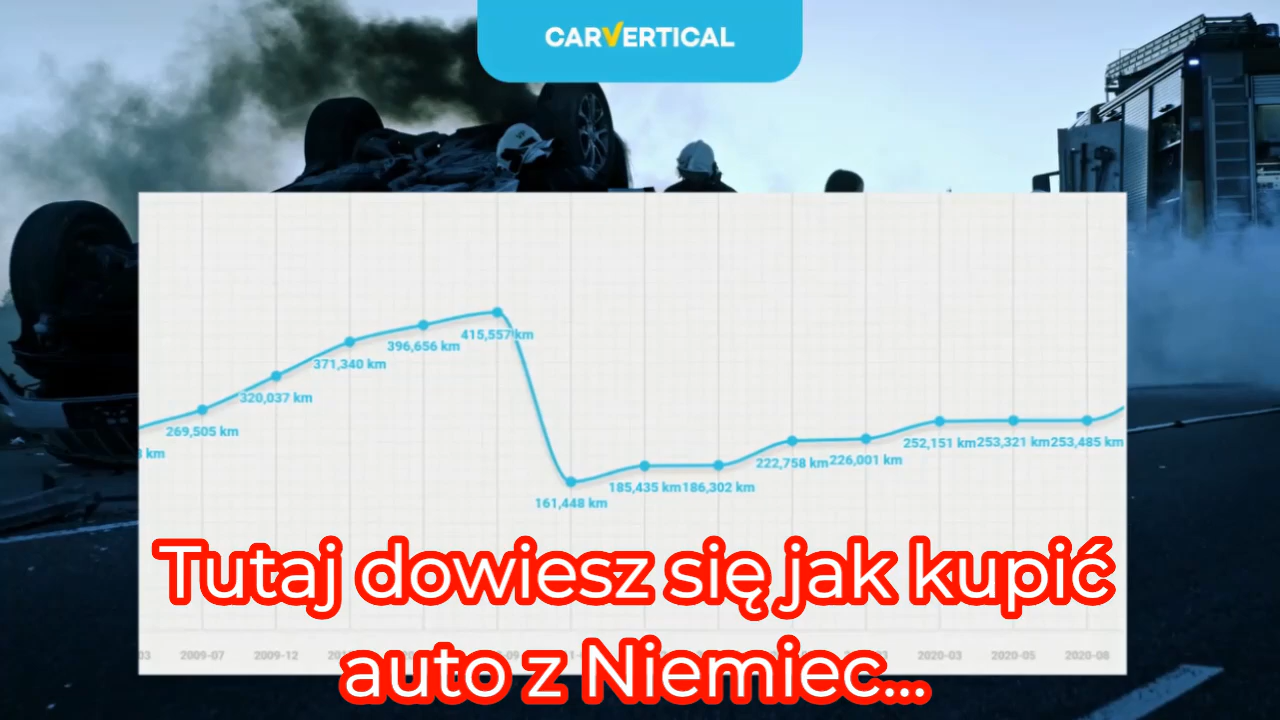 CARVERTICAL
415,557 km
396,656 km
371,340 km
320,037 km
269,505 km
km
252,151 km 253,321 km 253,485 km
222,758 km 226,001 km
185,435 km 186,302 km
161,448 km
Tutaj dowiesz się jak kupić
2009-07 2009-12 2020-03 2020-05 2020-08
auto z Niemiec...